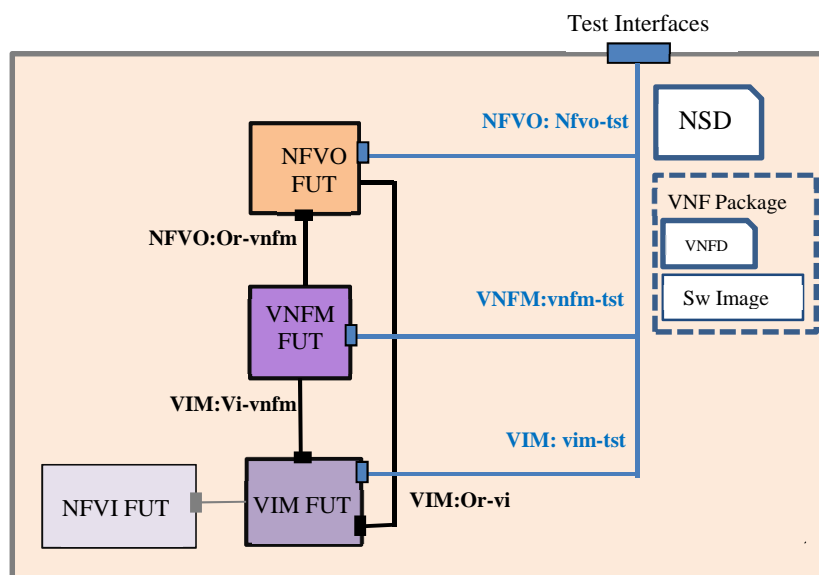 Test Interfaces
NFVO: Nfvo-tst
NSD
NFVO
FUT
VNF Package
NFVO:Or-vnfm
VNFD
VNFM:vnfm-tst
Sw Image
VNFM
FUT
VIM:Vi-vnfm
VIM: vim-tst
NFVI FUT
VIM FUT
VIM:Or-vi